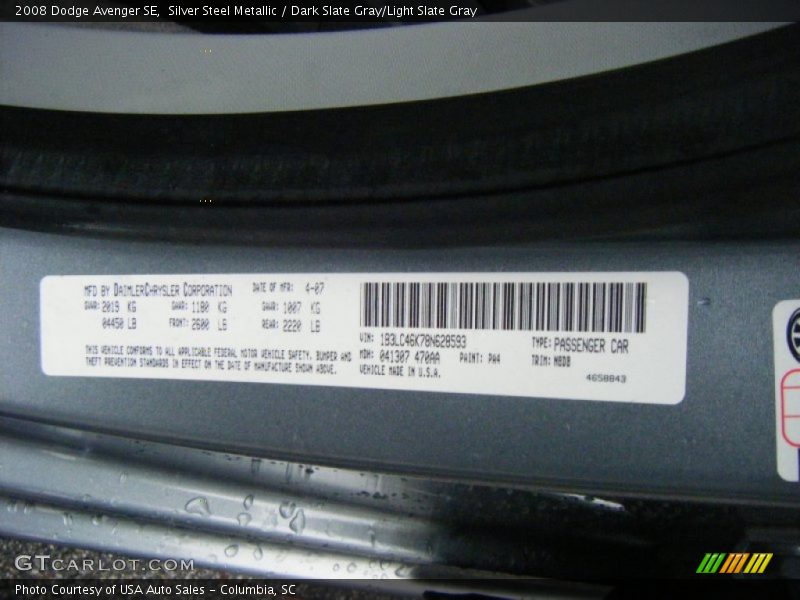 2008 Dodge Avenger SE,  Silver Steel Metallic / Dark Slate Gray/Light Slate Gray
MFD BY DAIMLERCHRYSLER CORPORATION   DATE OF MFR: 4-07
GVWR: 2019 KG   GAWR: 1180 KG   GAWR: 1007 KG
04450 LB   FRONT: 2600 LB   REAR: 2220 LB
THIS VEHICLE CONFORMS TO ALL APPLICABLE FEDERAL MOTOR VEHICLE SAFETY, BUMPER AND
THEFT PREVENTION STANDARDS IN EFFECT ON THE DATE OF MANUFACTURE SHOWN ABOVE.
VIN: 1B3LC46K78N628593   TYPE: PASSENGER CAR
MDH: 041307 470AA   PAINT: PA4   TRIM: NBDB
VEHICLE MADE IN U.S.A.   4658843
GTCARLOT.COM
Photo Courtesy of USA Auto Sales - Columbia, SC